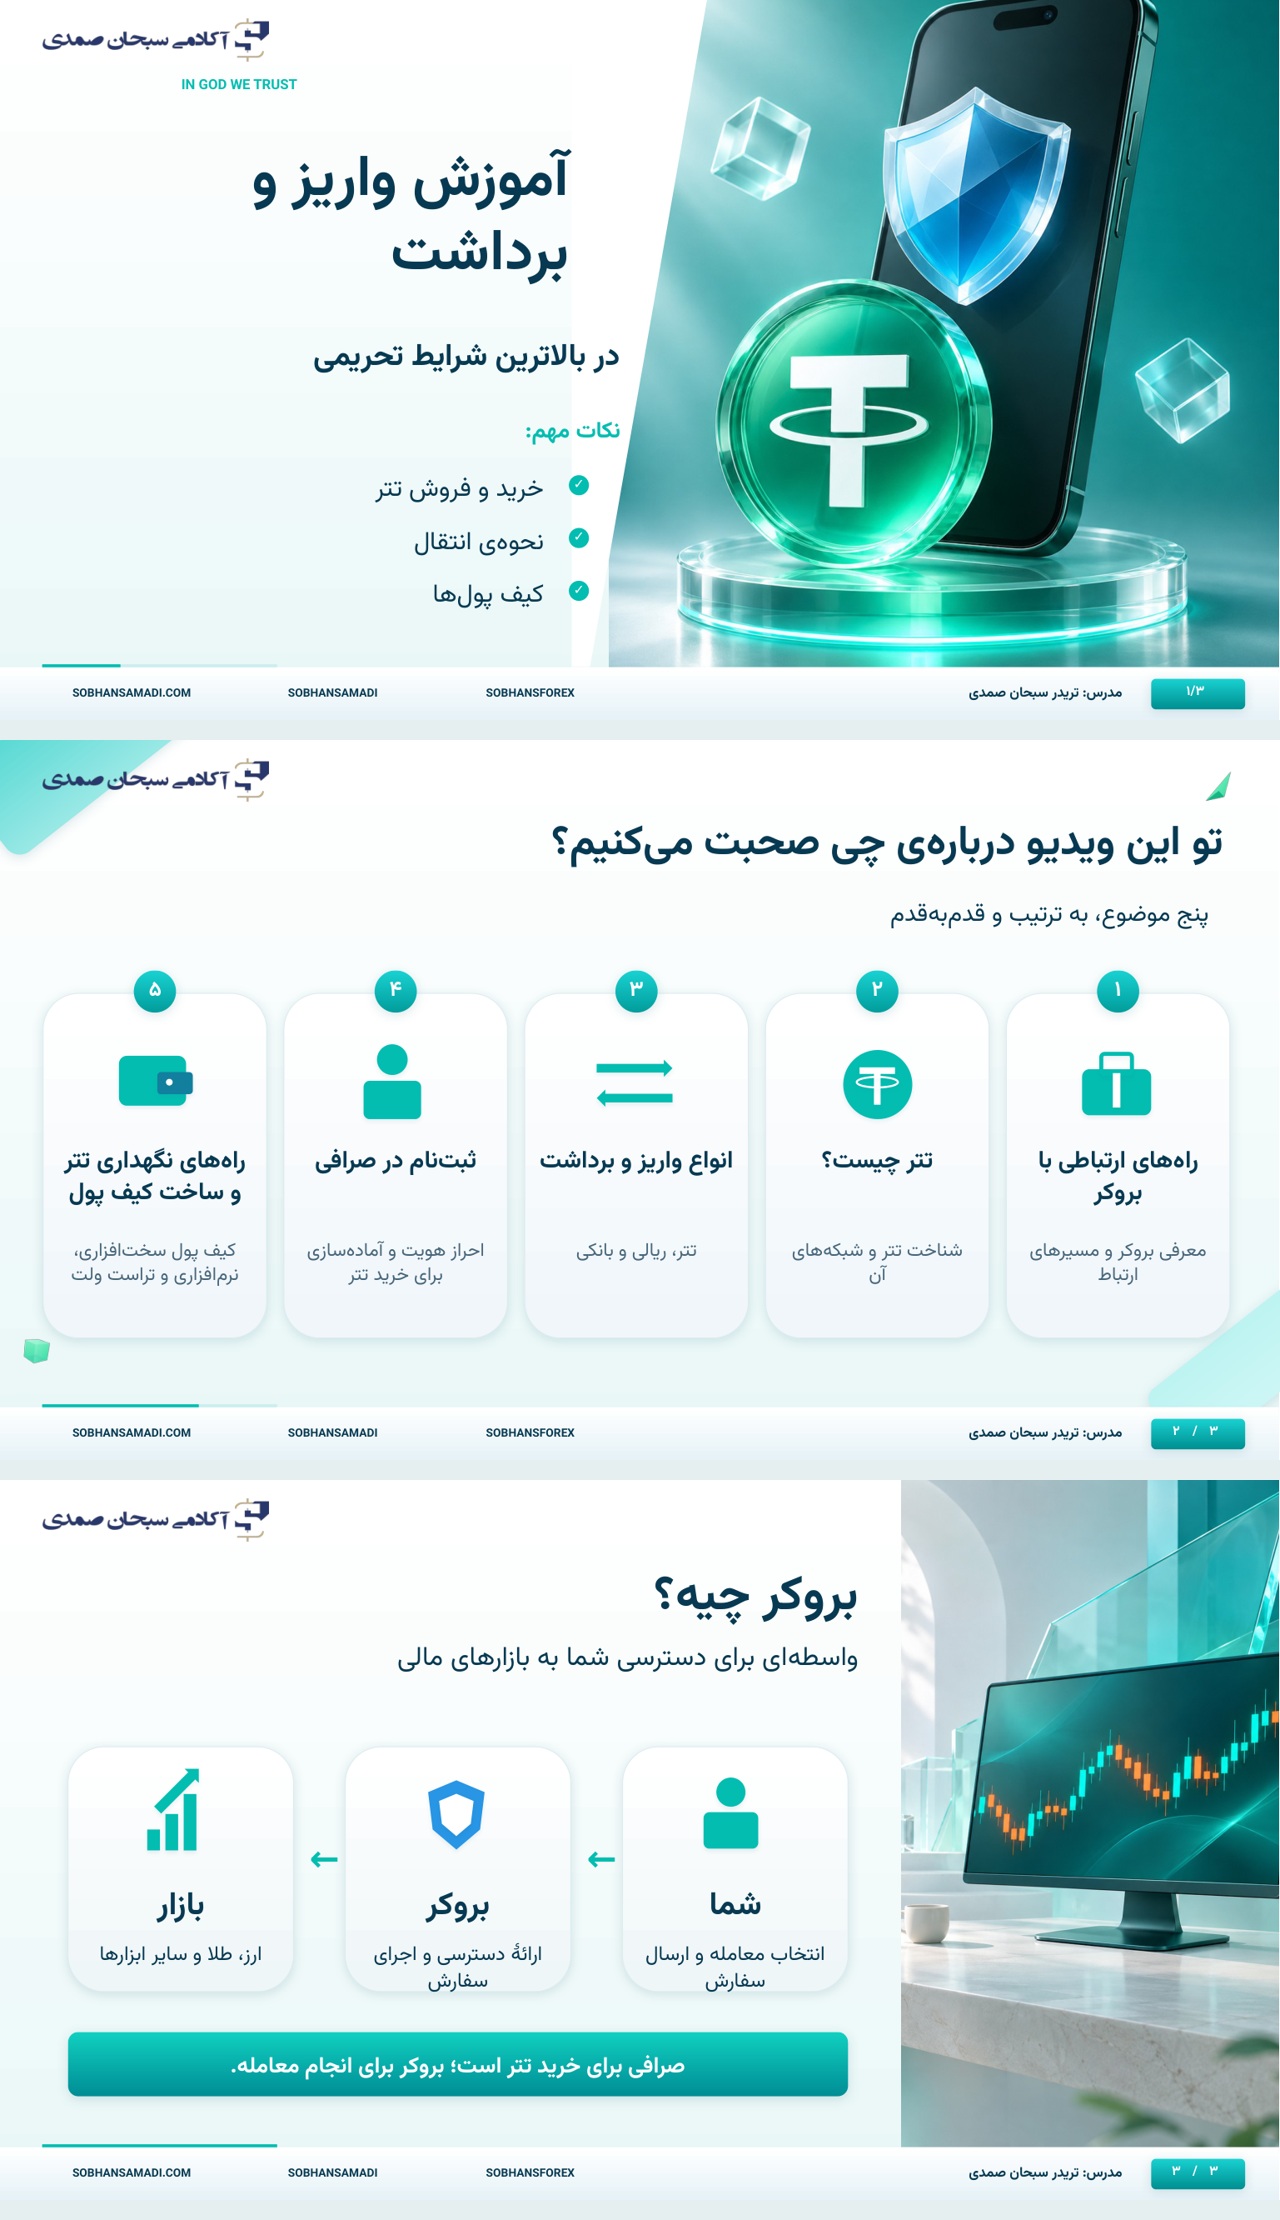 آکادمی سبحان صمدی
IN GOD WE TRUST
آموزش واریز و
برداشت
در بالاترین شرایط تحریمی
نکات مهم:
خرید و فروش تتر
نحوه‌ی انتقال
کیف پول‌ها
SOBHANSAMADI.COM SOBHANSAMADI SOBHANSFOREX مدرس: تریدر سبحان صمدی ۱/۳
آکادمی سبحان صمدی
تو این ویدیو درباره‌ی چی صحبت می‌کنیم؟
پنج موضوع، به ترتیب و قدم‌به‌قدم
۱
راه‌های ارتباطی با
بروکر
معرفی بروکر و مسیرهای
ارتباط
۲
تتر چیست؟
شناخت تتر و شبکه‌های
آن
۳
انواع واریز و برداشت
تتر، ریالی و بانکی
۴
ثبت‌نام در صرافی
احراز هویت و آماده‌سازی
برای خرید تتر
۵
راه‌های نگهداری تتر
و ساخت کیف پول
کیف پول سخت‌افزاری،
نرم‌افزاری و تراست ولت
SOBHANSAMADI.COM SOBHANSAMADI SOBHANSFOREX مدرس: تریدر سبحان صمدی ۲ / ۳
آکادمی سبحان صمدی
بروکر چیه؟
واسطه‌ای برای دسترسی شما به بازارهای مالی
شما
انتخاب معامله و ارسال
سفارش
←
بروکر
ارائهٔ دسترسی و اجرای
سفارش
←
بازار
ارز، طلا و سایر ابزارها
صرافی برای خرید تتر است؛ بروکر برای انجام معامله.
SOBHANSAMADI.COM SOBHANSAMADI SOBHANSFOREX مدرس: تریدر سبحان صمدی ۳ / ۳